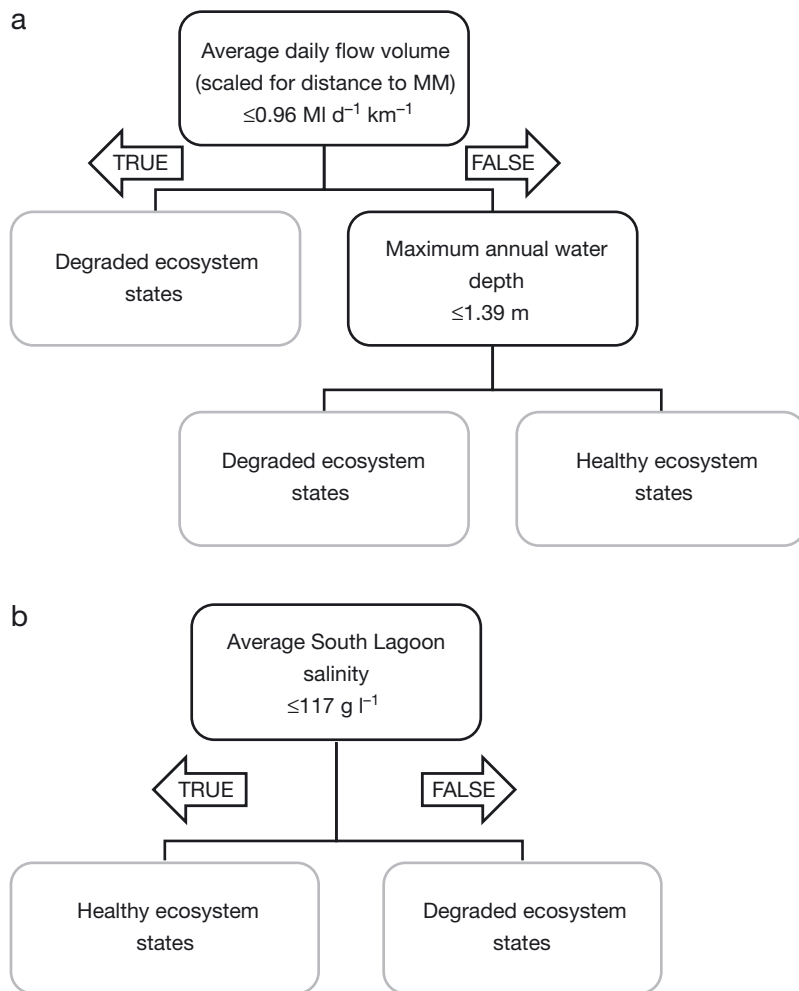 a
Average daily flow volume
(scaled for distance to MM)
≤0.96 Ml d⁻¹ km⁻¹
TRUE
FALSE
Degraded ecosystem
states
Maximum annual water
depth
≤1.39 m
Degraded ecosystem
states
Healthy ecosystem
states
b
Average South Lagoon
salinity
≤117 g l⁻¹
TRUE
FALSE
Healthy ecosystem
states
Degraded ecosystem
states